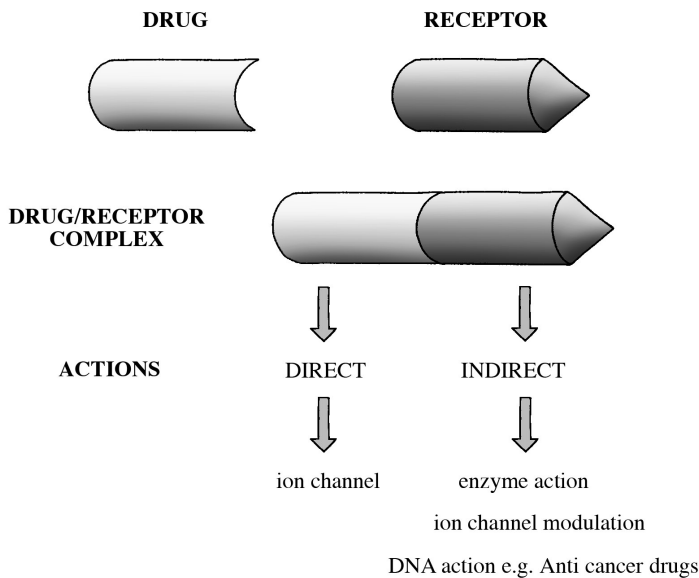 DRUG
RECEPTOR
DRUG/RECEPTOR
COMPLEX
ACTIONS
DIRECT
INDIRECT
ion channel
enzyme action
ion channel modulation
DNA action e.g. Anti cancer drugs